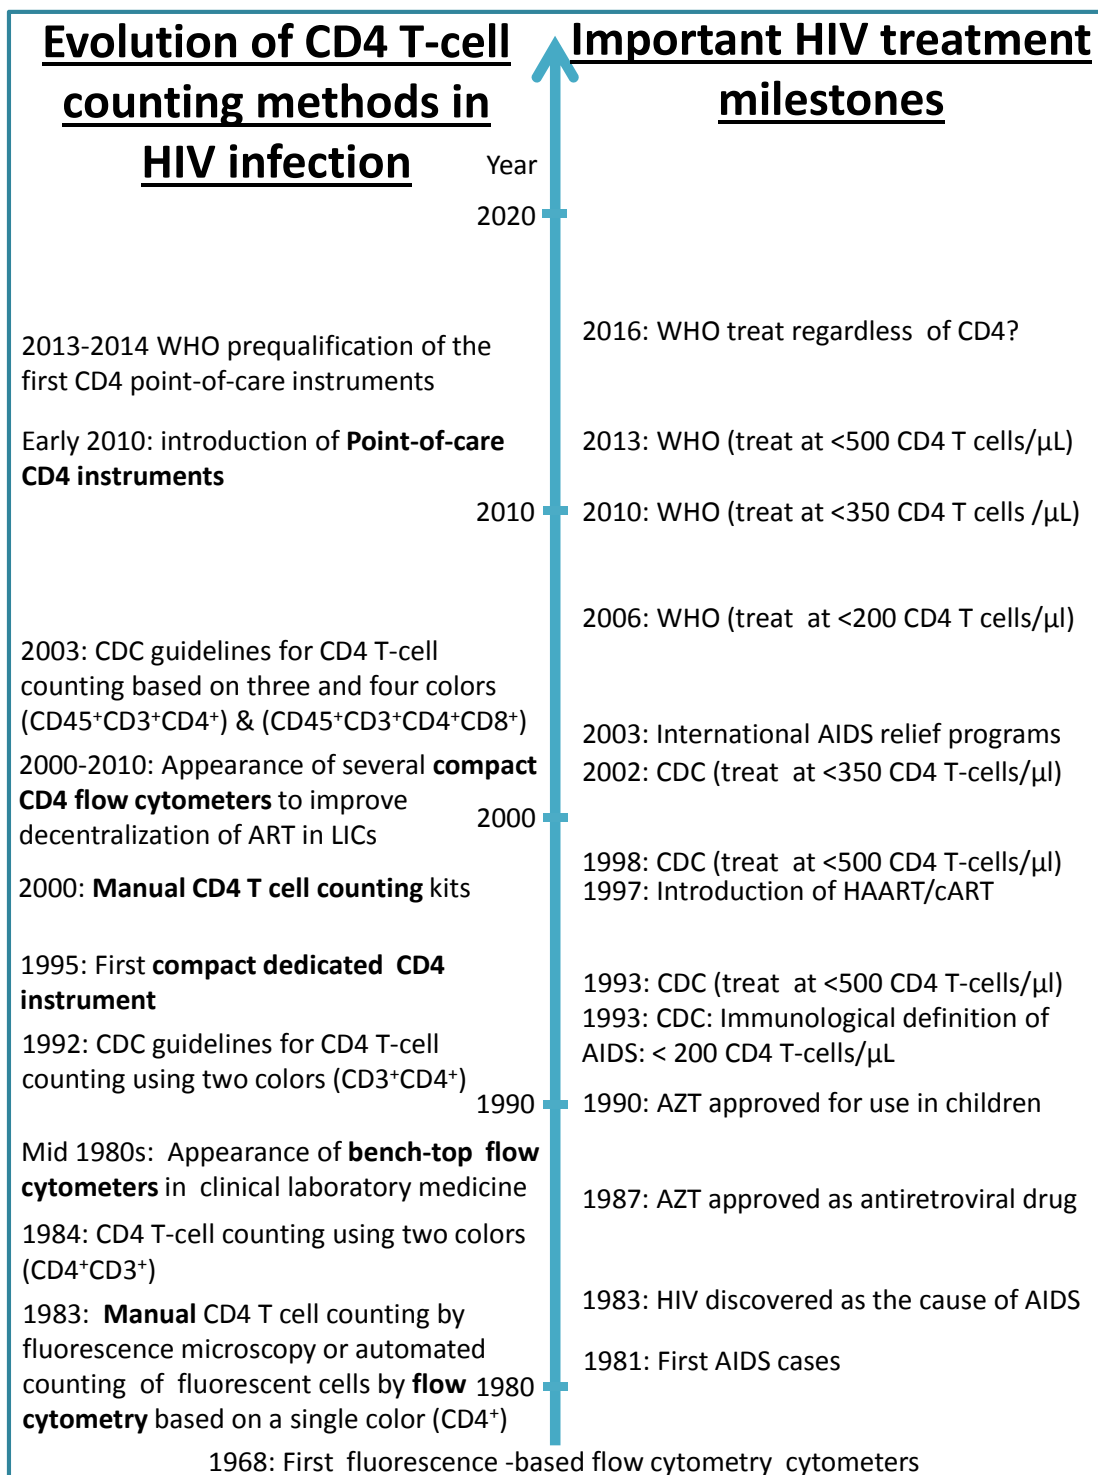 Evolution of CD4 T-cell
counting methods in
HIV infection
Important HIV treatment
milestones
Year
2020
2013-2014 WHO prequalification of the
first CD4 point-of-care instruments
Early 2010: introduction of Point-of-care
CD4 instruments
2010
2003: CDC guidelines for CD4 T-cell
counting based on three and four colors
(CD45⁺CD3⁺CD4⁺) & (CD45⁺CD3⁺CD4⁺CD8⁺)
2000-2010: Appearance of several compact
CD4 flow cytometers to improve
decentralization of ART in LICs
2000
2000: Manual CD4 T cell counting kits
1995: First compact dedicated CD4
instrument
1992: CDC guidelines for CD4 T-cell
counting using two colors (CD3⁺CD4⁺)
1990
Mid 1980s: Appearance of bench-top flow
cytometers in clinical laboratory medicine
1984: CD4 T-cell counting using two colors
(CD4⁺CD3⁺)
1983: Manual CD4 T cell counting by
fluorescence microscopy or automated
counting of fluorescent cells by flow
cytometry based on a single color (CD4⁺)
1980
2016: WHO treat regardless of CD4?
2013: WHO (treat at <500 CD4 T cells/µL)
2010: WHO (treat at <350 CD4 T cells /µL)
2006: WHO (treat at <200 CD4 T cells/µl)
2003: International AIDS relief programs
2002: CDC (treat at <350 CD4 T-cells/µl)
1998: CDC (treat at <500 CD4 T-cells/µl)
1997: Introduction of HAART/cART
1993: CDC (treat at <500 CD4 T-cells/µl)
1993: CDC: Immunological definition of
AIDS: < 200 CD4 T-cells/µL
1990: AZT approved for use in children
1987: AZT approved as antiretroviral drug
1983: HIV discovered as the cause of AIDS
1981: First AIDS cases
1968: First fluorescence -based flow cytometry cytometers